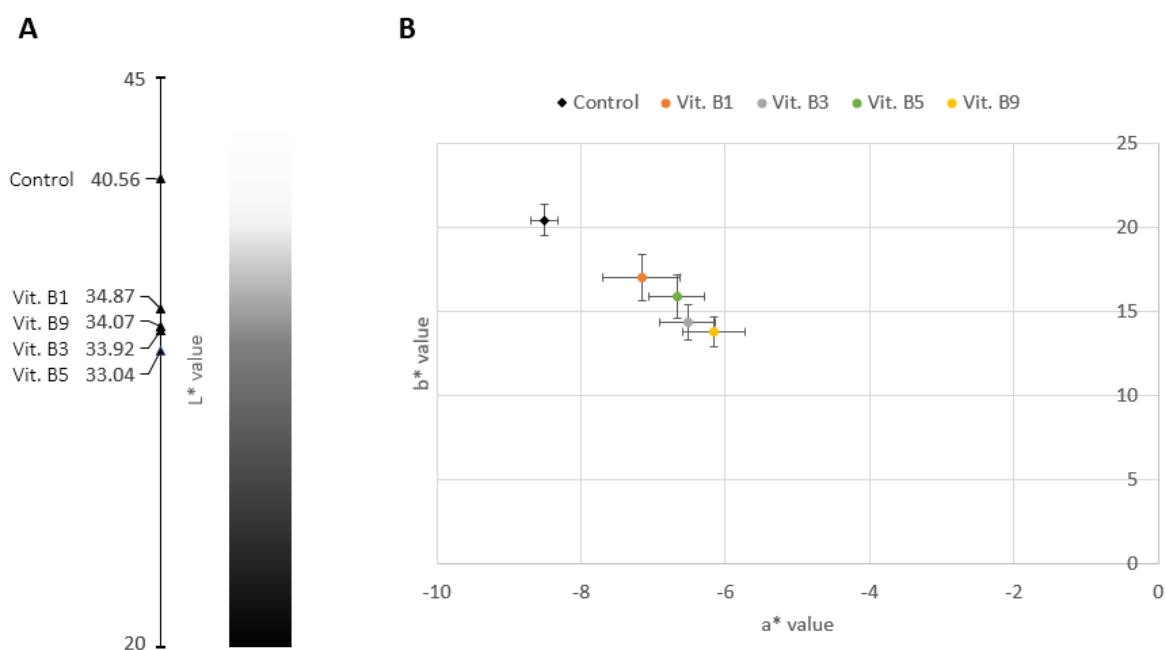 A
45
Control 40.56
Vit. B1 34.87
Vit. B9 34.07
Vit. B3 33.92
Vit. B5 33.04
L* value
20
B
Control Vit. B1 Vit. B3 Vit. B5 Vit. B9
25
20
15
10
5
0
b* value
-10 -8 -6 -4 -2 0
a* value